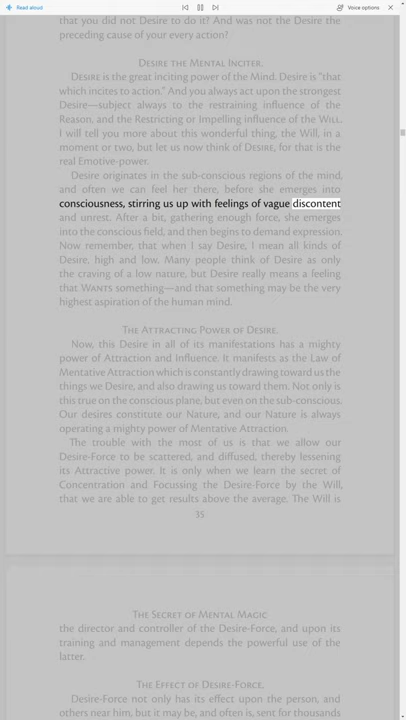 Read aloud
Voice options
that you did not Desire to do it? And was not the Desire the
preceding cause of your every action?
DESIRE THE MENTAL INCITER.
DESIRE is the great inciting power of the Mind. Desire is "that
which incites to action." And you always act upon the strongest
Desire—subject always to the restraining influence of the
Reason, and the Restricting or Impelling influence of the WILL.
I will tell you more about this wonderful thing, the Will, in a
moment or two, but let us now think of DESIRE, for that is the
real Emotive-power.
Desire originates in the sub-conscious regions of the mind,
and often we can feel her there, before she emerges into
consciousness, stirring us up with feelings of vague discontent
and unrest. After a bit, gathering enough force, she emerges
into the conscious field, and then begins to demand expression.
Now remember, that when I say Desire, I mean all kinds of
Desire, high and low. Many people think of Desire as only
the craving of a low nature, but Desire really means a feeling
that WANTS something—and that something may be the very
highest aspiration of the human mind.
THE ATTRACTING POWER OF DESIRE.
Now, this Desire in all of its manifestations has a mighty
power of Attraction and Influence. It manifests as the Law of
Mentative Attraction which is constantly drawing toward us the
things we Desire, and also drawing us toward them. Not only is
this true on the conscious plane, but even on the sub-conscious.
Our desires constitute our Nature, and our Nature is always
operating a mighty power of Mentative Attraction.
The trouble with the most of us is that we allow our
Desire-Force to be scattered, and diffused, thereby lessening
its Attractive power. It is only when we learn the secret of
Concentration and Focussing the Desire-Force by the Will,
that we are able to get results above the average. The Will is
35
THE SECRET OF MENTAL MAGIC
the director and controller of the Desire-Force, and upon its
training and management depends the powerful use of the
latter.
THE EFFECT OF DESIRE-FORCE.
Desire-Force not only has its effect upon the person, and
others near him, but it may be, and often is, sent for thousands